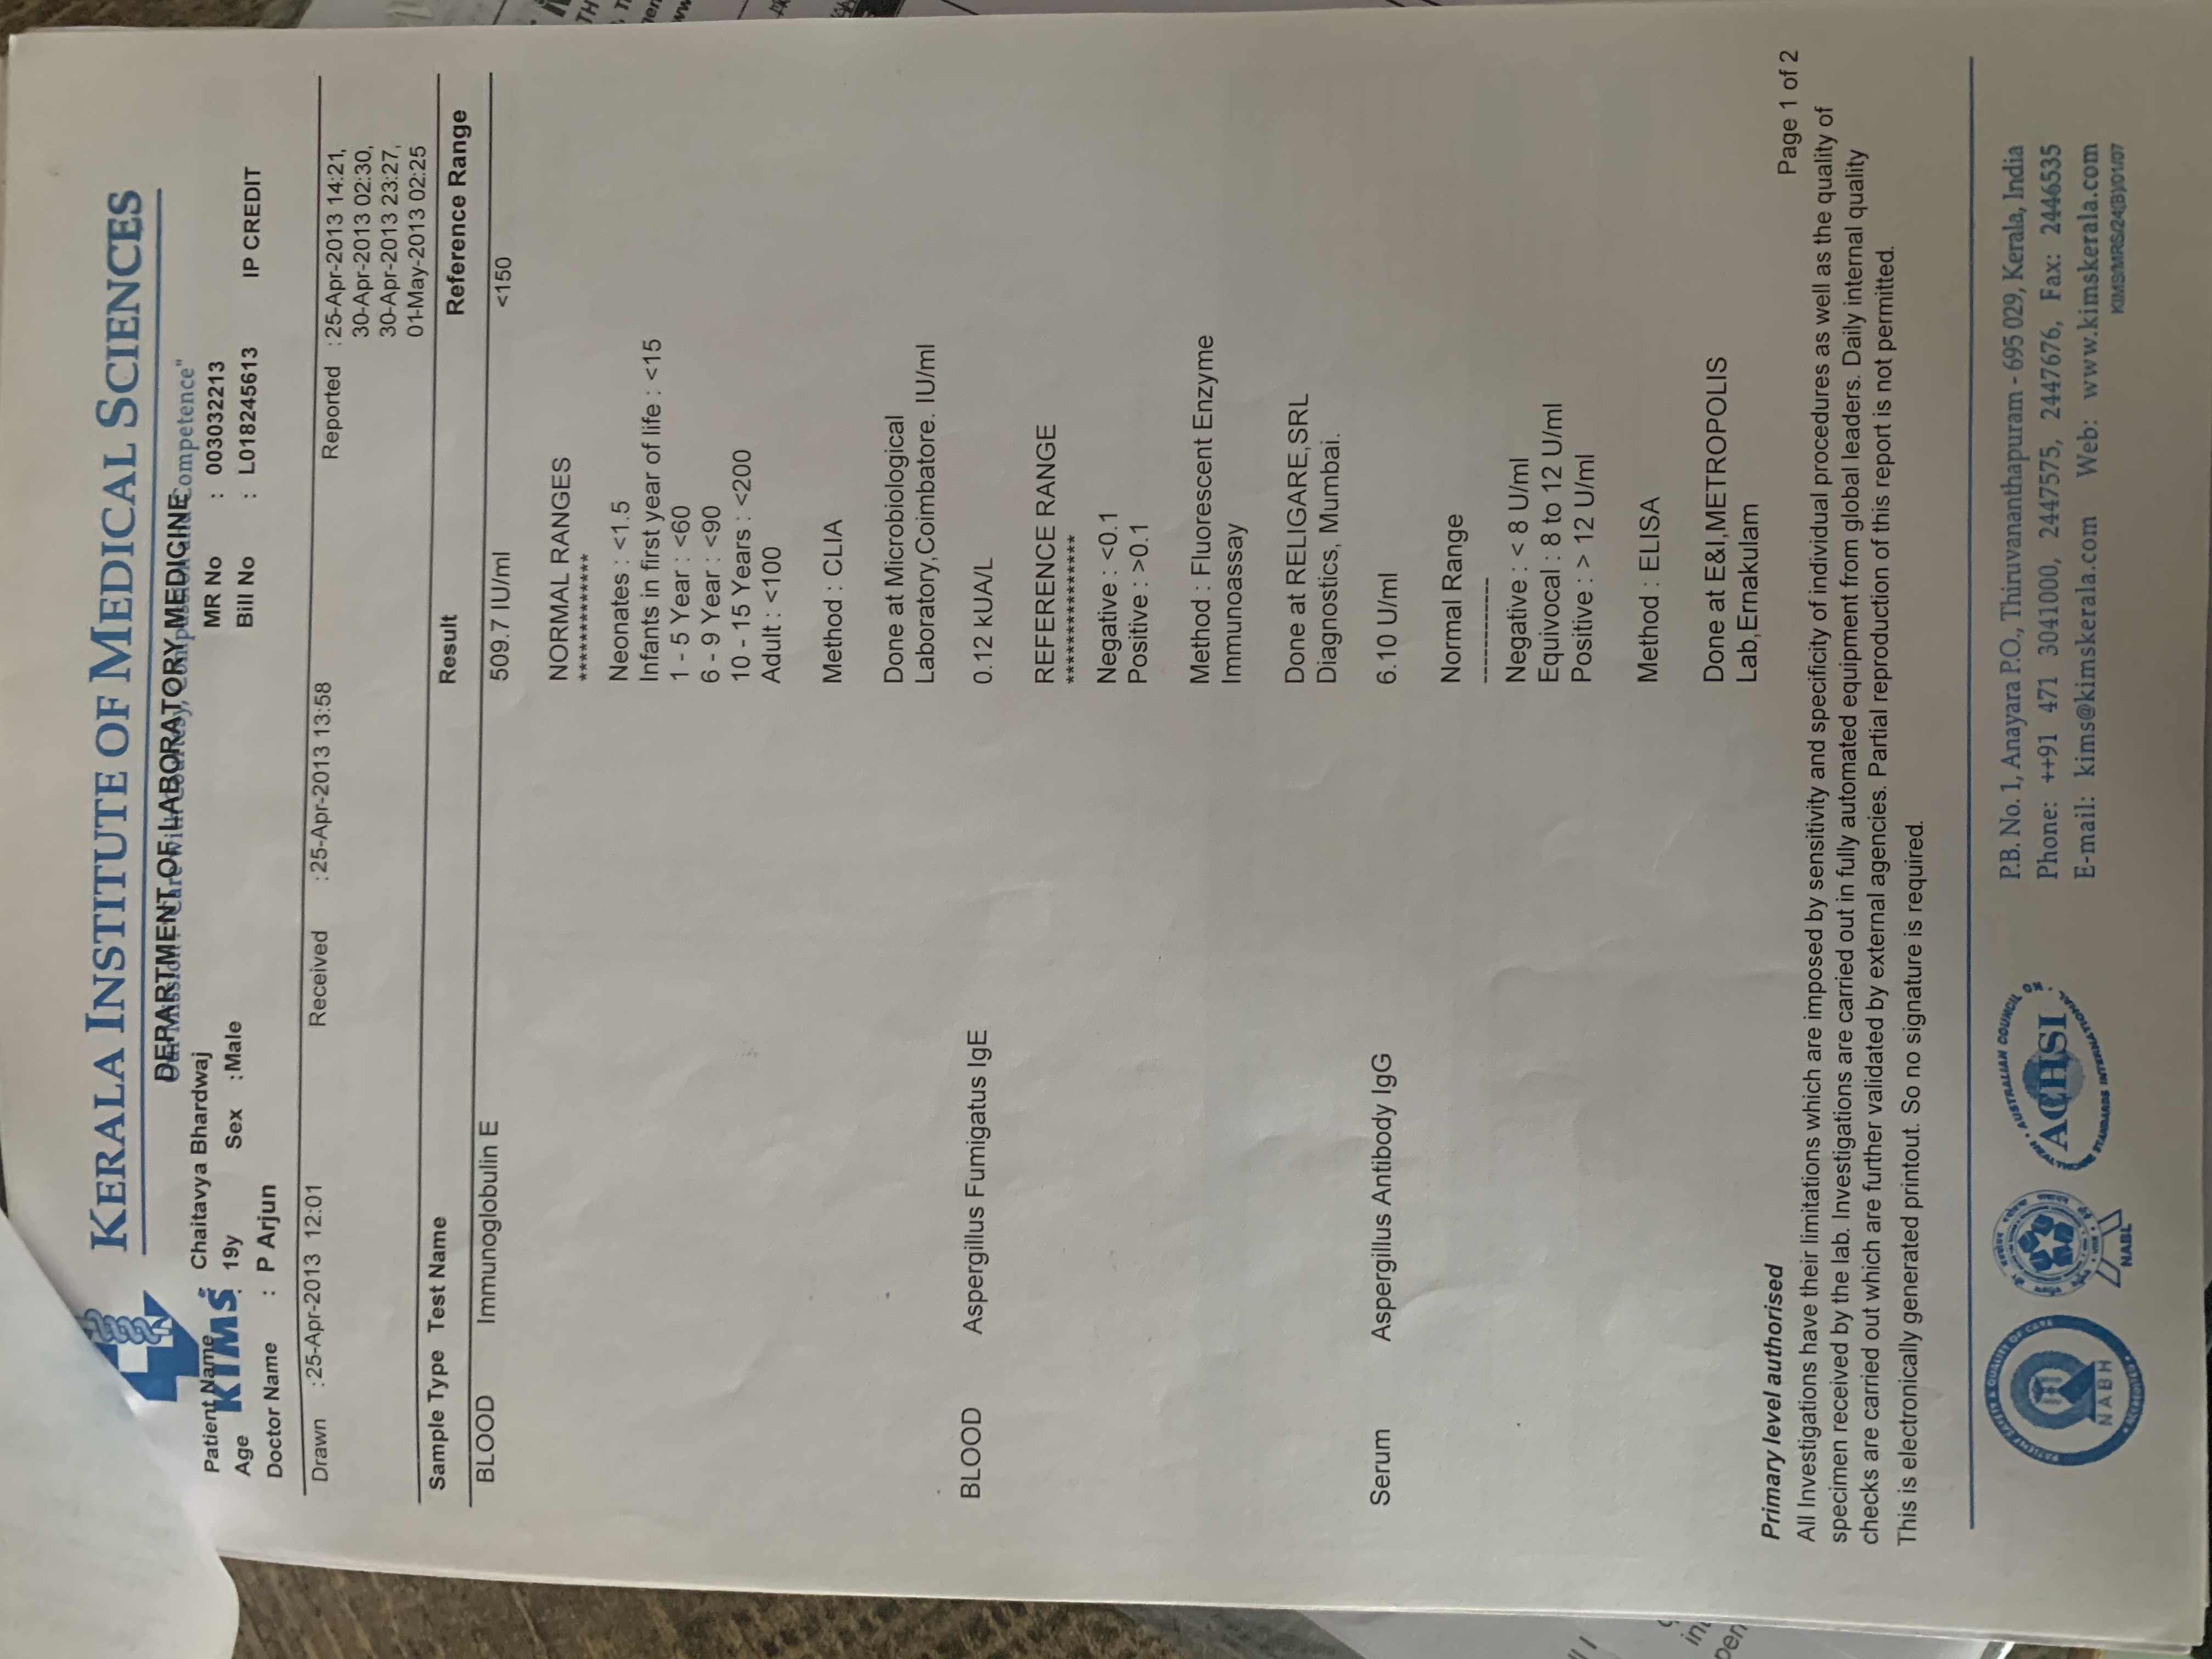 KERALA INSTITUTE OF MEDICAL SCIENCES
DEPARTMENT OF LABORATORY MEDICINE
Our Mission : "Care with Courtesy, Compassion and Competence"
KIMS
Patient Name : Chaitavya Bhardwaj
MR No : 003032213
Age : 19y Sex :Male
Bill No : L018245613 IP CREDIT
Doctor Name : P Arjun
Drawn :25-Apr-2013 12:01 Received :25-Apr-2013 13:58 Reported :25-Apr-2013 14:21,
30-Apr-2013 02:30,
30-Apr-2013 23:27,
01-May-2013 02:25
Sample Type Test Name Result Reference Range
BLOOD Immunoglobulin E 509.7 IU/ml <150
NORMAL RANGES
*************
Neonates : <1.5
Infants in first year of life : <15
1 - 5 Year : <60
6 - 9 Year : <90
10 - 15 Years : <200
Adult : <100
Method : CLIA
Done at Microbiological
Laboratory,Coimbatore. IU/ml
BLOOD Aspergillus Fumigatus IgE 0.12 kUA/L
REFERENCE RANGE
***************
Negative : <0.1
Positive : >0.1
Method : Fluorescent Enzyme
Immunoassay
Done at RELIGARE,SRL
Diagnostics, Mumbai.
Serum Aspergillus Antibody IgG 6.10 U/ml
Normal Range
------------
Negative : < 8 U/ml
Equivocal : 8 to 12 U/ml
Positive : > 12 U/ml
Method : ELISA
Done at E&I,METROPOLIS
Lab,Ernakulam
Primary level authorised
Page 1 of 2
All Investigations have their limitations which are imposed by sensitivity and specificity of individual procedures as well as the quality of
specimen received by the lab. Investigations are carried out in fully automated equipment from global leaders. Daily internal quality
checks are carried out which are further validated by external agencies. Partial reproduction of this report is not permitted.
This is electronically generated printout. So no signature is required.
PATIENT SAFETY & QUALITY OF CARE
NABH
ACCREDITED
NABL
AUSTRALIAN COUNCIL ON
ACHSI
STANDARDS INTERNATIONAL
P.B. No. 1, Anayara P.O., Thiruvananthapuram - 695 029, Kerala, India
Phone: ++91 471 3041000, 2447575, 2447676, Fax: 2446535
E-mail: kims@kimskerala.com Web: www.kimskerala.com
KIMS/MRS/24(B)/01/07